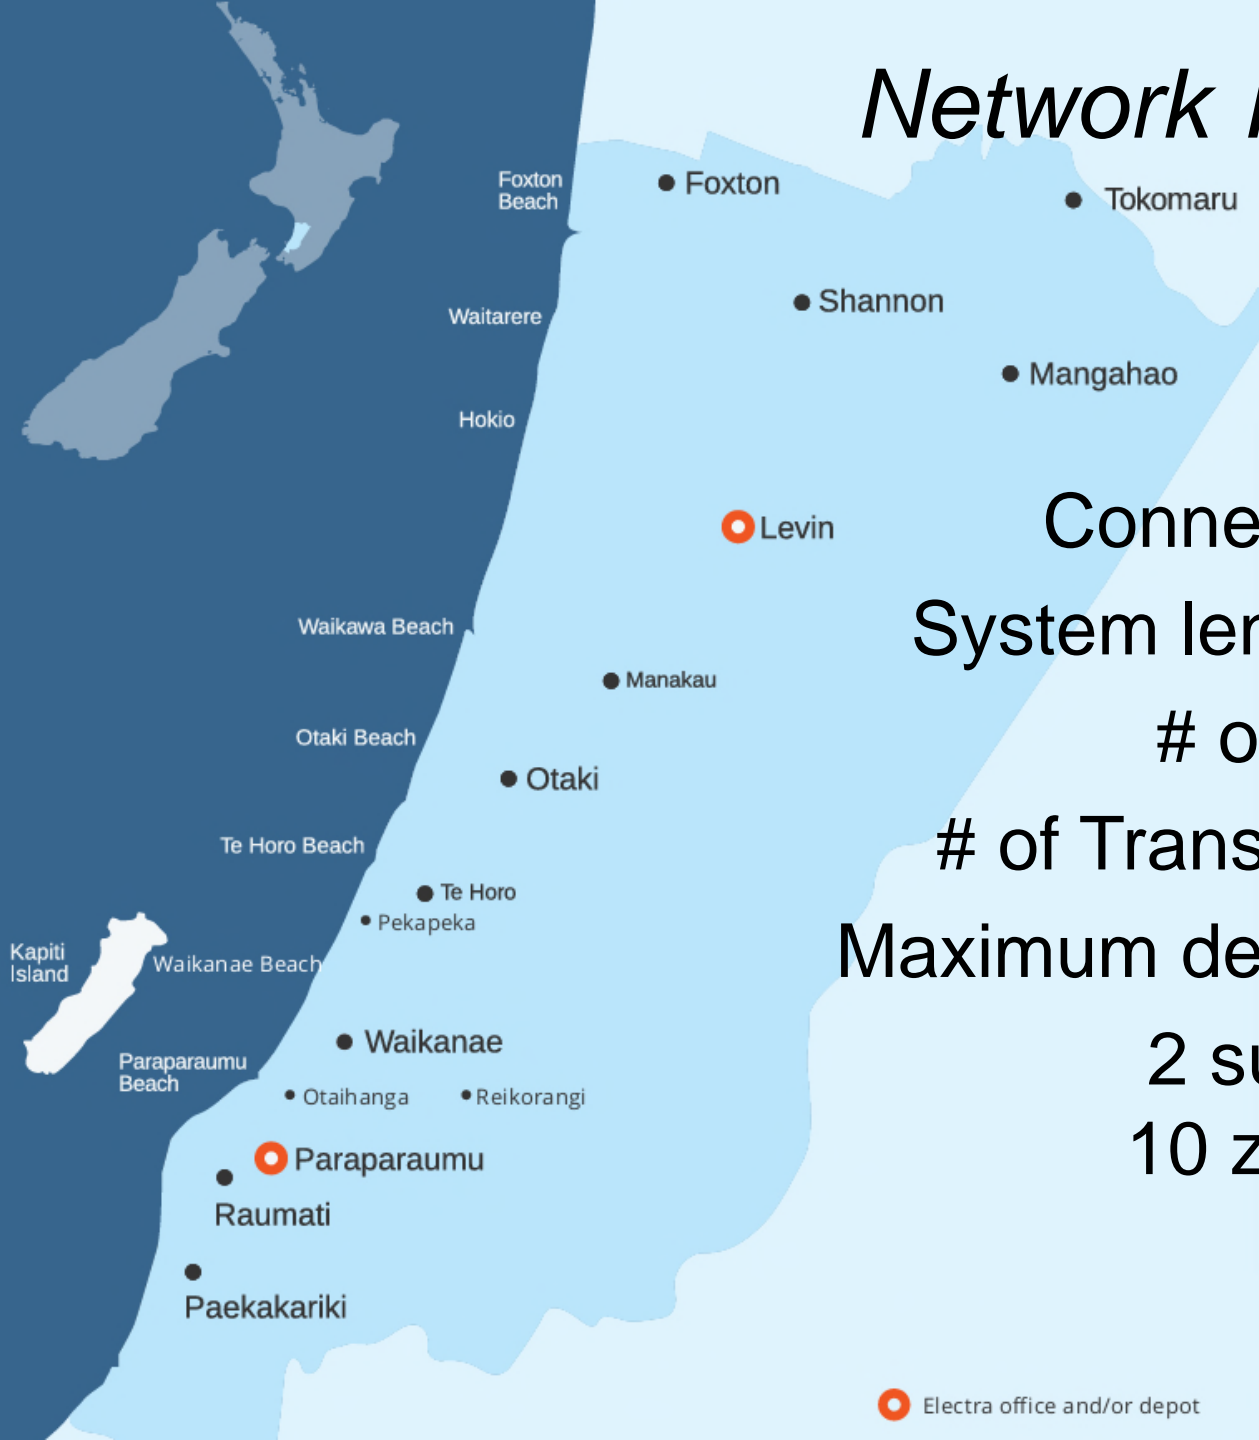 Network
Foxton
Beach
Foxton
Tokomaru
Shannon
Waitarere
Mangahao
Hokio
Levin
Conne
System len
Waikawa Beach
Manakau
# o
Otaki Beach
Otaki
Te Horo Beach
# of Trans
Te Horo
Pekapeka
Kapiti
Island
Waikanae Beach
Maximum de
Waikanae
2 su
Paraparaumu
Beach
Otaihanga
Reikorangi
10 z
Paraparaumu
Raumati
Paekakariki
Electra office and/or depot